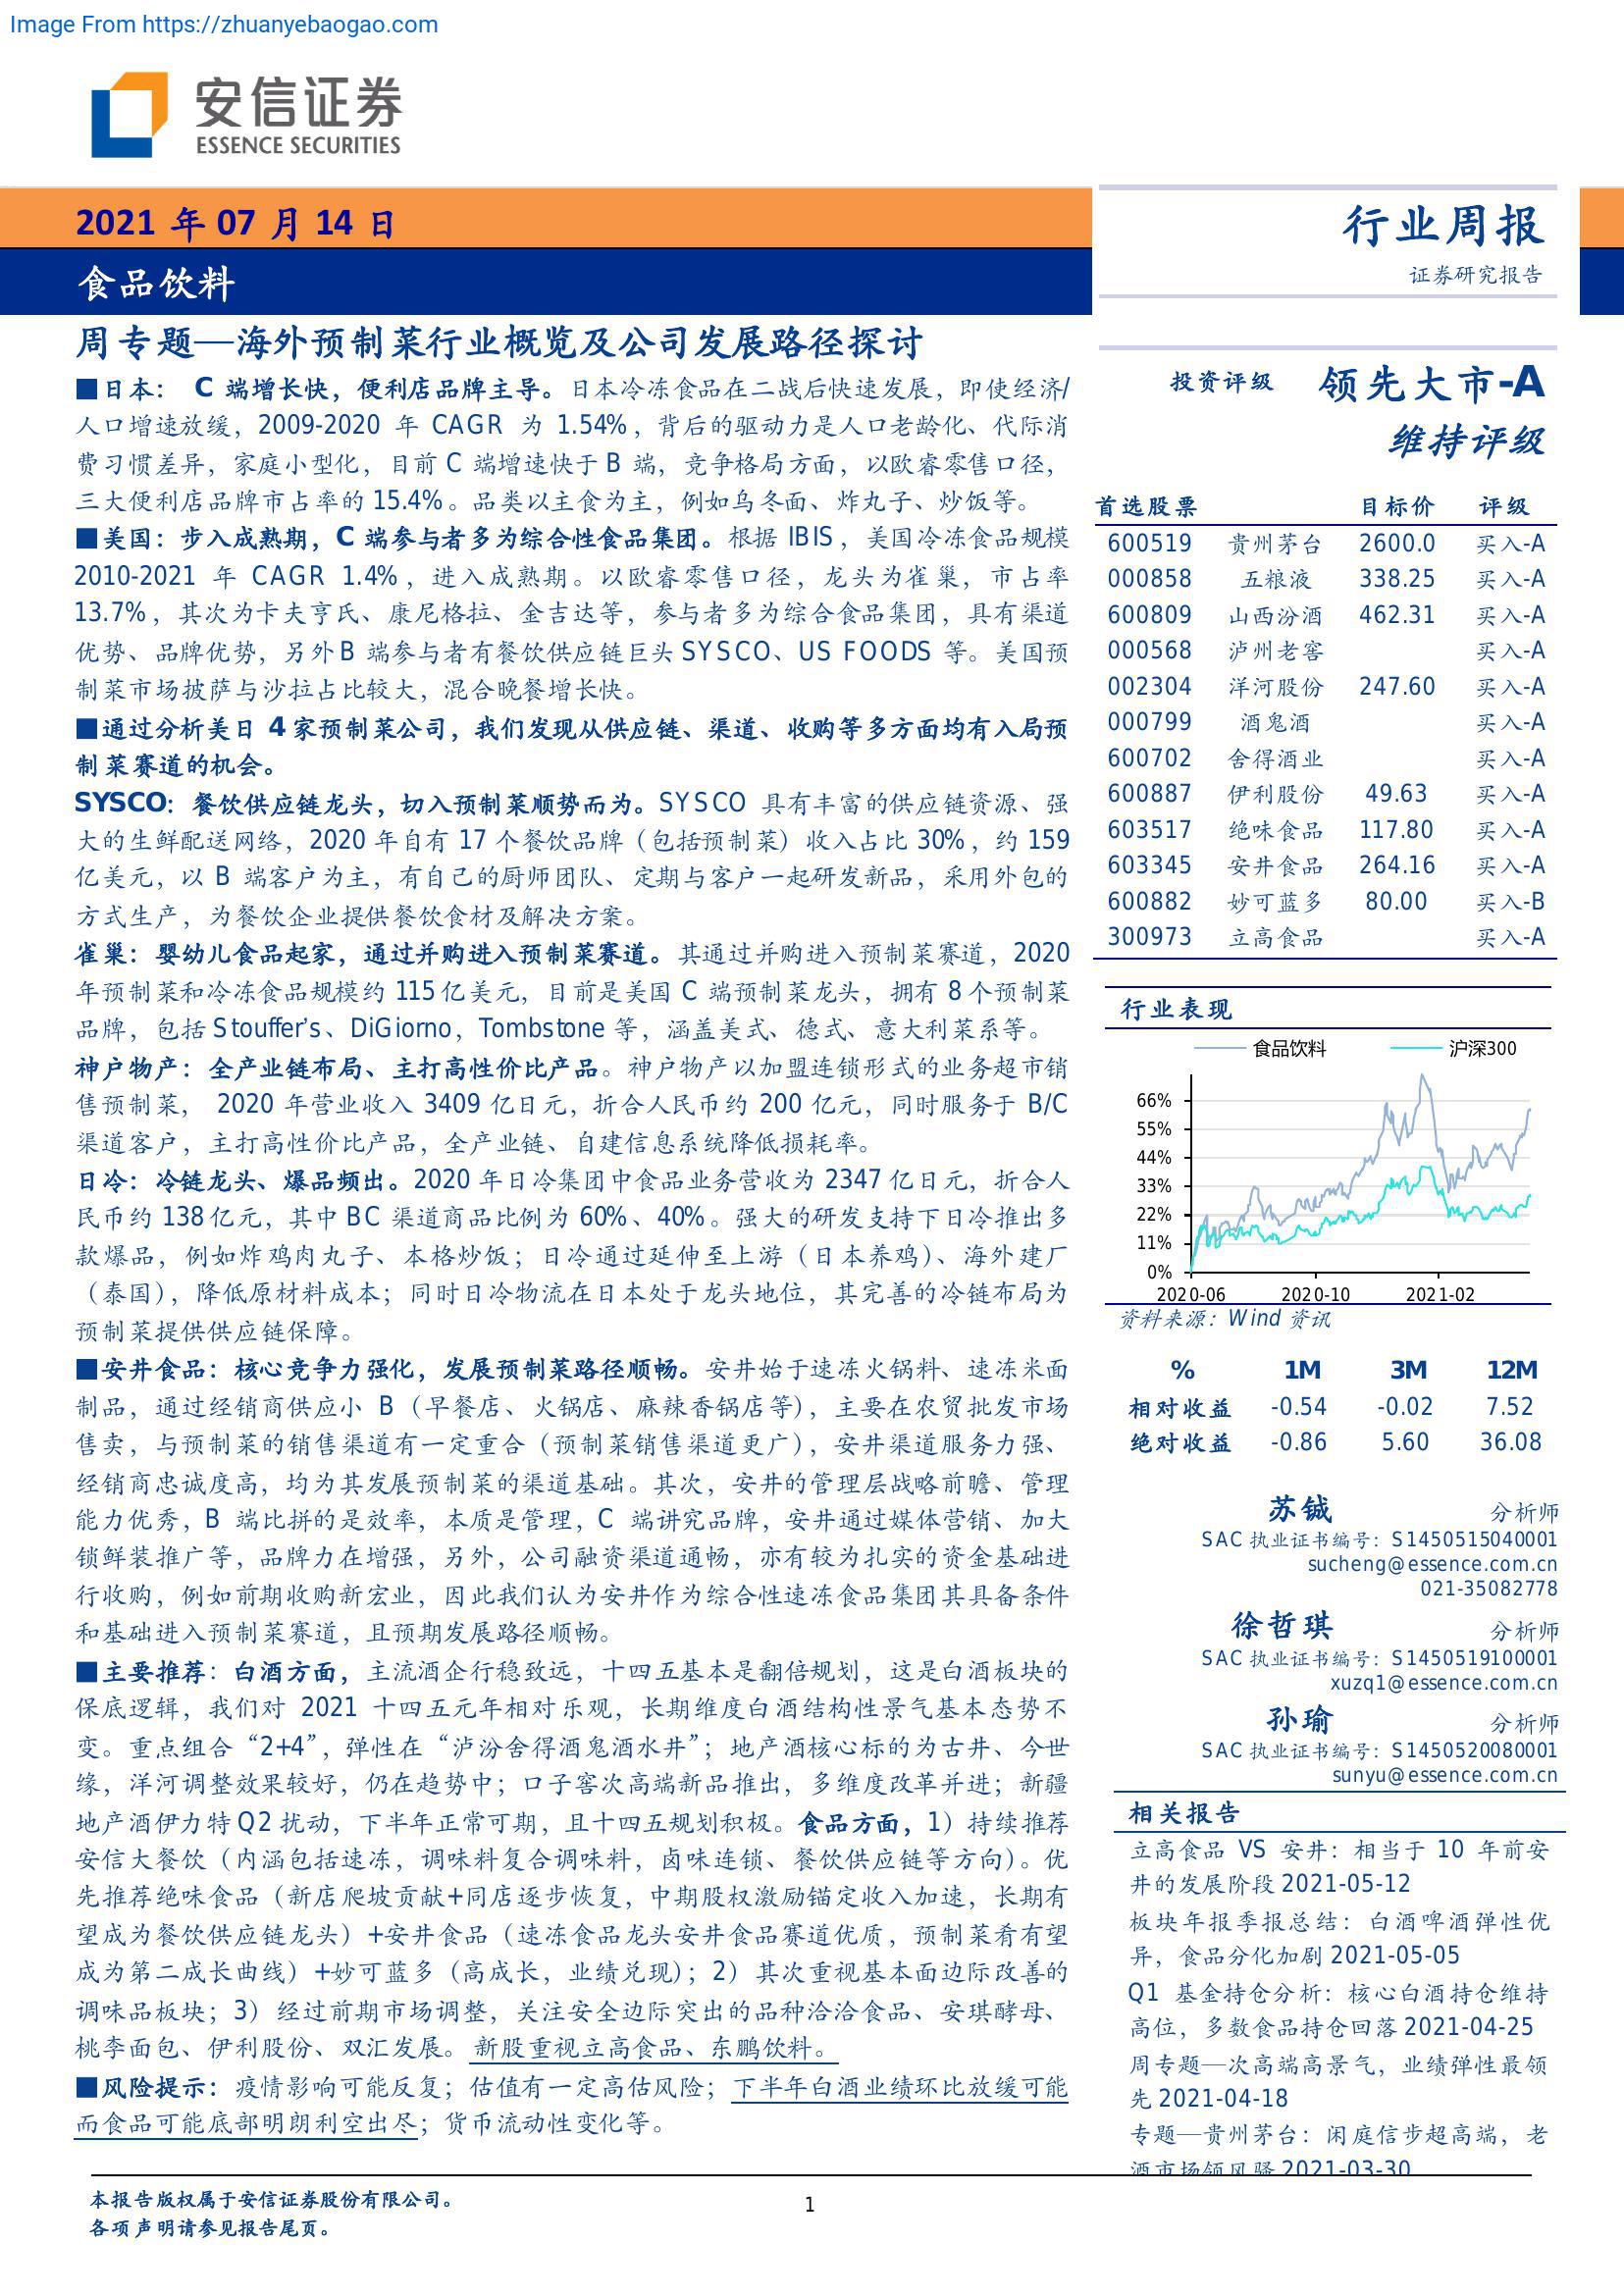 Image From https://zhuanyebaogao.com
安信证券
ESSENCE SECURITIES
2021 年 07 月 14 日
食品饮料
行业周报
证券研究报告
周专题—海外预制菜行业概览及公司发展路径探讨
■日本： C 端增长快，便利店品牌主导。日本冷冻食品在二战后快速发展，即使经济/
人口增速放缓，2009-2020 年 CAGR 为 1.54%，背后的驱动力是人口老龄化、代际消
费习惯差异，家庭小型化，目前 C 端增速快于 B 端，竞争格局方面，以欧睿零售口径，
三大便利店品牌市占率的 15.4%。品类以主食为主，例如乌冬面、炸丸子、炒饭等。
■美国：步入成熟期，C 端参与者多为综合性食品集团。根据 IBIS，美国冷冻食品规模
2010-2021 年 CAGR 1.4%，进入成熟期。以欧睿零售口径，龙头为雀巢，市占率
13.7%，其次为卡夫亨氏、康尼格拉、金吉达等，参与者多为综合食品集团，具有渠道
优势、品牌优势，另外 B 端参与者有餐饮供应链巨头 SYSCO、US FOODS 等。美国预
制菜市场披萨与沙拉占比较大，混合晚餐增长快。
■通过分析美日 4 家预制菜公司，我们发现从供应链、渠道、收购等多方面均有入局预
制菜赛道的机会。
SYSCO：餐饮供应链龙头，切入预制菜顺势而为。SYSCO 具有丰富的供应链资源、强
大的生鲜配送网络，2020 年自有 17 个餐饮品牌（包括预制菜）收入占比 30%，约 159
亿美元，以 B 端客户为主，有自己的厨师团队、定期与客户一起研发新品，采用外包的
方式生产，为餐饮企业提供餐饮食材及解决方案。
雀巢：婴幼儿食品起家，通过并购进入预制菜赛道。其通过并购进入预制菜赛道，2020
年预制菜和冷冻食品规模约 115 亿美元，目前是美国 C 端预制菜龙头，拥有 8 个预制菜
品牌，包括 Stouffer’s、DiGiorno，Tombstone 等，涵盖美式、德式、意大利菜系等。
神户物产：全产业链布局、主打高性价比产品。神户物产以加盟连锁形式的业务超市销
售预制菜， 2020 年营业收入 3409 亿日元，折合人民币约 200 亿元，同时服务于 B/C
渠道客户，主打高性价比产品，全产业链、自建信息系统降低损耗率。
日冷：冷链龙头、爆品频出。2020 年日冷集团中食品业务营收为 2347 亿日元，折合人
民币约 138 亿元，其中 BC 渠道商品比例为 60%、40%。强大的研发支持下日冷推出多
款爆品，例如炸鸡肉丸子、本格炒饭；日冷通过延伸至上游（日本养鸡）、海外建厂
（泰国），降低原材料成本；同时日冷物流在日本处于龙头地位，其完善的冷链布局为
预制菜提供供应链保障。
■安井食品：核心竞争力强化，发展预制菜路径顺畅。安井始于速冻火锅料、速冻米面
制品，通过经销商供应小 B（早餐店、火锅店、麻辣香锅店等），主要在农贸批发市场
售卖，与预制菜的销售渠道有一定重合（预制菜销售渠道更广），安井渠道服务力强、
经销商忠诚度高，均为其发展预制菜的渠道基础。其次，安井的管理层战略前瞻、管理
能力优秀，B 端比拼的是效率，本质是管理，C 端讲究品牌，安井通过媒体营销、加大
锁鲜装推广等，品牌力在增强，另外，公司融资渠道通畅，亦有较为扎实的资金基础进
行收购，例如前期收购新宏业，因此我们认为安井作为综合性速冻食品集团其具备条件
和基础进入预制菜赛道，且预期发展路径顺畅。
■主要推荐：白酒方面，主流酒企行稳致远，十四五基本是翻倍规划，这是白酒板块的
保底逻辑，我们对 2021 十四五元年相对乐观，长期维度白酒结构性景气基本态势不
变。重点组合“2+4”，弹性在“泸汾舍得酒鬼酒水井”；地产酒核心标的为古井、今世
缘，洋河调整效果较好，仍在趋势中；口子窖次高端新品推出，多维度改革并进；新疆
地产酒伊力特 Q2 扰动，下半年正常可期，且十四五规划积极。食品方面，1）持续推荐
安信大餐饮（内涵包括速冻，调味料复合调味料，卤味连锁、餐饮供应链等方向）。优
先推荐绝味食品（新店爬坡贡献+同店逐步恢复，中期股权激励锚定收入加速，长期有
望成为餐饮供应链龙头）+安井食品（速冻食品龙头安井食品赛道优质，预制菜肴有望
成为第二成长曲线）+妙可蓝多（高成长，业绩兑现）；2）其次重视基本面边际改善的
调味品板块；3）经过前期市场调整，关注安全边际突出的品种洽洽食品、安琪酵母、
桃李面包、伊利股份、双汇发展。新股重视立高食品、东鹏饮料。
■风险提示：疫情影响可能反复；估值有一定高估风险；下半年白酒业绩环比放缓可能
而食品可能底部明朗利空出尽；货币流动性变化等。
投资评级 领先大市-A
维持评级
首选股票 目标价 评级
600519 贵州茅台 2600.0 买入-A
000858 五粮液 338.25 买入-A
600809 山西汾酒 462.31 买入-A
000568 泸州老窖 买入-A
002304 洋河股份 247.60 买入-A
000799 酒鬼酒 买入-A
600702 舍得酒业 买入-A
600887 伊利股份 49.63 买入-A
603517 绝味食品 117.80 买入-A
603345 安井食品 264.16 买入-A
600882 妙可蓝多 80.00 买入-B
300973 立高食品 买入-A
行业表现
食品饮料 沪深300
66%
55%
44%
33%
22%
11%
0%
2020-06 2020-10 2021-02
资料来源：Wind 资讯
% 1M 3M 12M
相对收益 -0.54 -0.02 7.52
绝对收益 -0.86 5.60 36.08
苏铖 分析师
SAC 执业证书编号：S1450515040001
sucheng@essence.com.cn
021-35082778
徐哲琪 分析师
SAC 执业证书编号：S1450519100001
xuzq1@essence.com.cn
孙瑜 分析师
SAC 执业证书编号：S1450520080001
sunyu@essence.com.cn
相关报告
立高食品 VS 安井：相当于 10 年前安
井的发展阶段 2021-05-12
板块年报季报总结：白酒啤酒弹性优
异，食品分化加剧 2021-05-05
Q1 基金持仓分析：核心白酒持仓维持
高位，多数食品持仓回落 2021-04-25
周专题—次高端高景气，业绩弹性最领
先 2021-04-18
专题—贵州茅台：闲庭信步超高端，老
酒市场领风骚 2021-03-30
本报告版权属于安信证券股份有限公司。
各项声明请参见报告尾页。
1